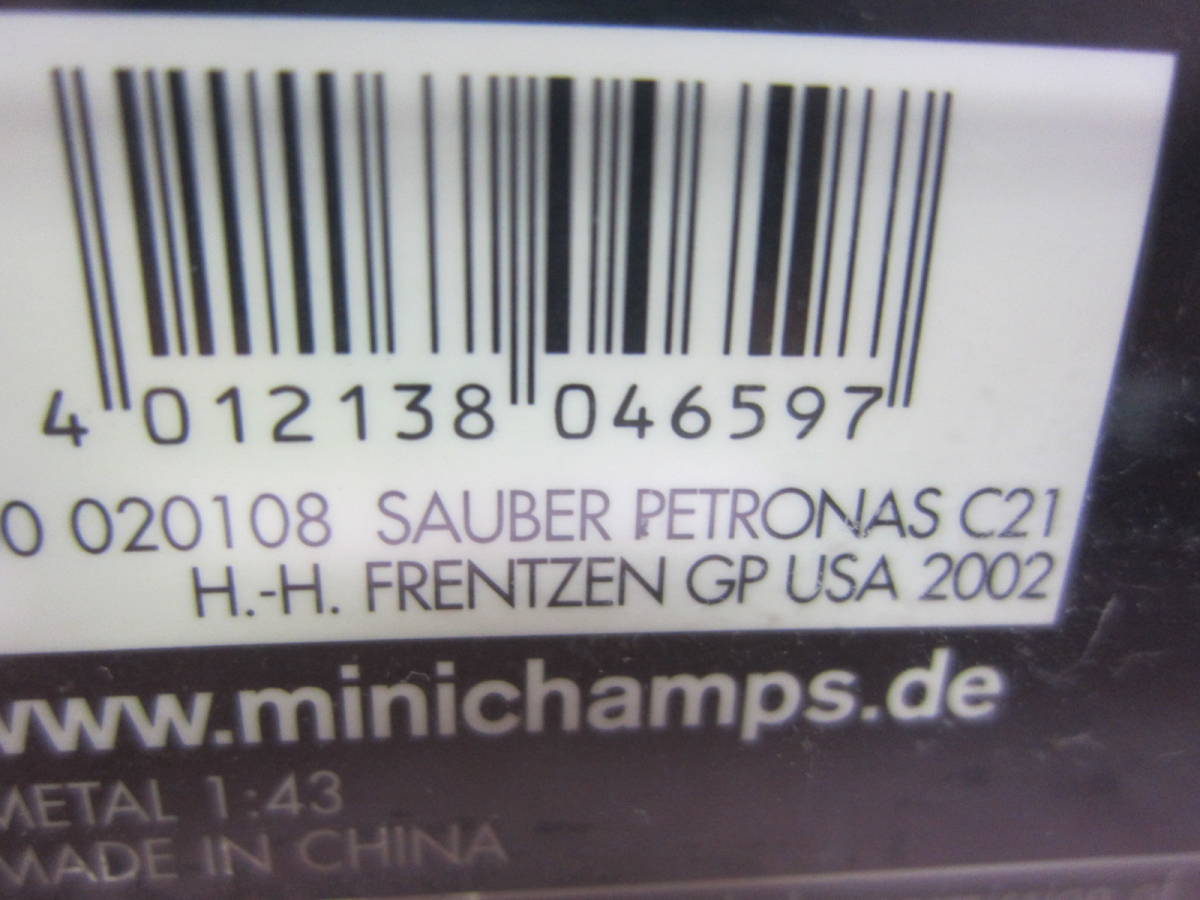 4 012138 046597
0 020108 SAUBER PETRONAS C21
H.-H. FRENTZEN GP USA 2002
www.minichamps.de
METAL 1:43
MADE IN CHINA